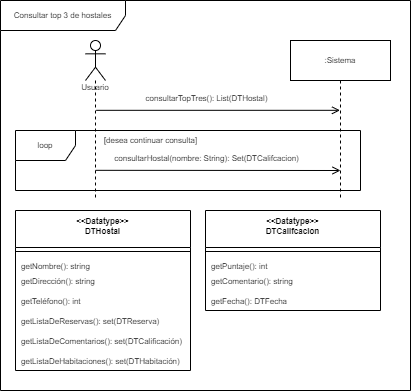 Consultar top 3 de hostales
Usuario
:Sistema
consultarTopTres(): List(DTHostal)
loop
[desea continuar consulta]
consultarHostal(nombre: String): Set(DTCalifcacion)
<<Datatype>>
DTHostal
getNombre(): string
getDirección(): string
getTeléfono(): int
getListaDeReservas(): set(DTReserva)
getListaDeComentarios(): set(DTCalificación)
getListaDeHabitaciones(): set(DTHabitación)
<<Datatype>>
DTCalifcacion
getPuntaje(): int
getComentario(): string
getFecha(): DTFecha